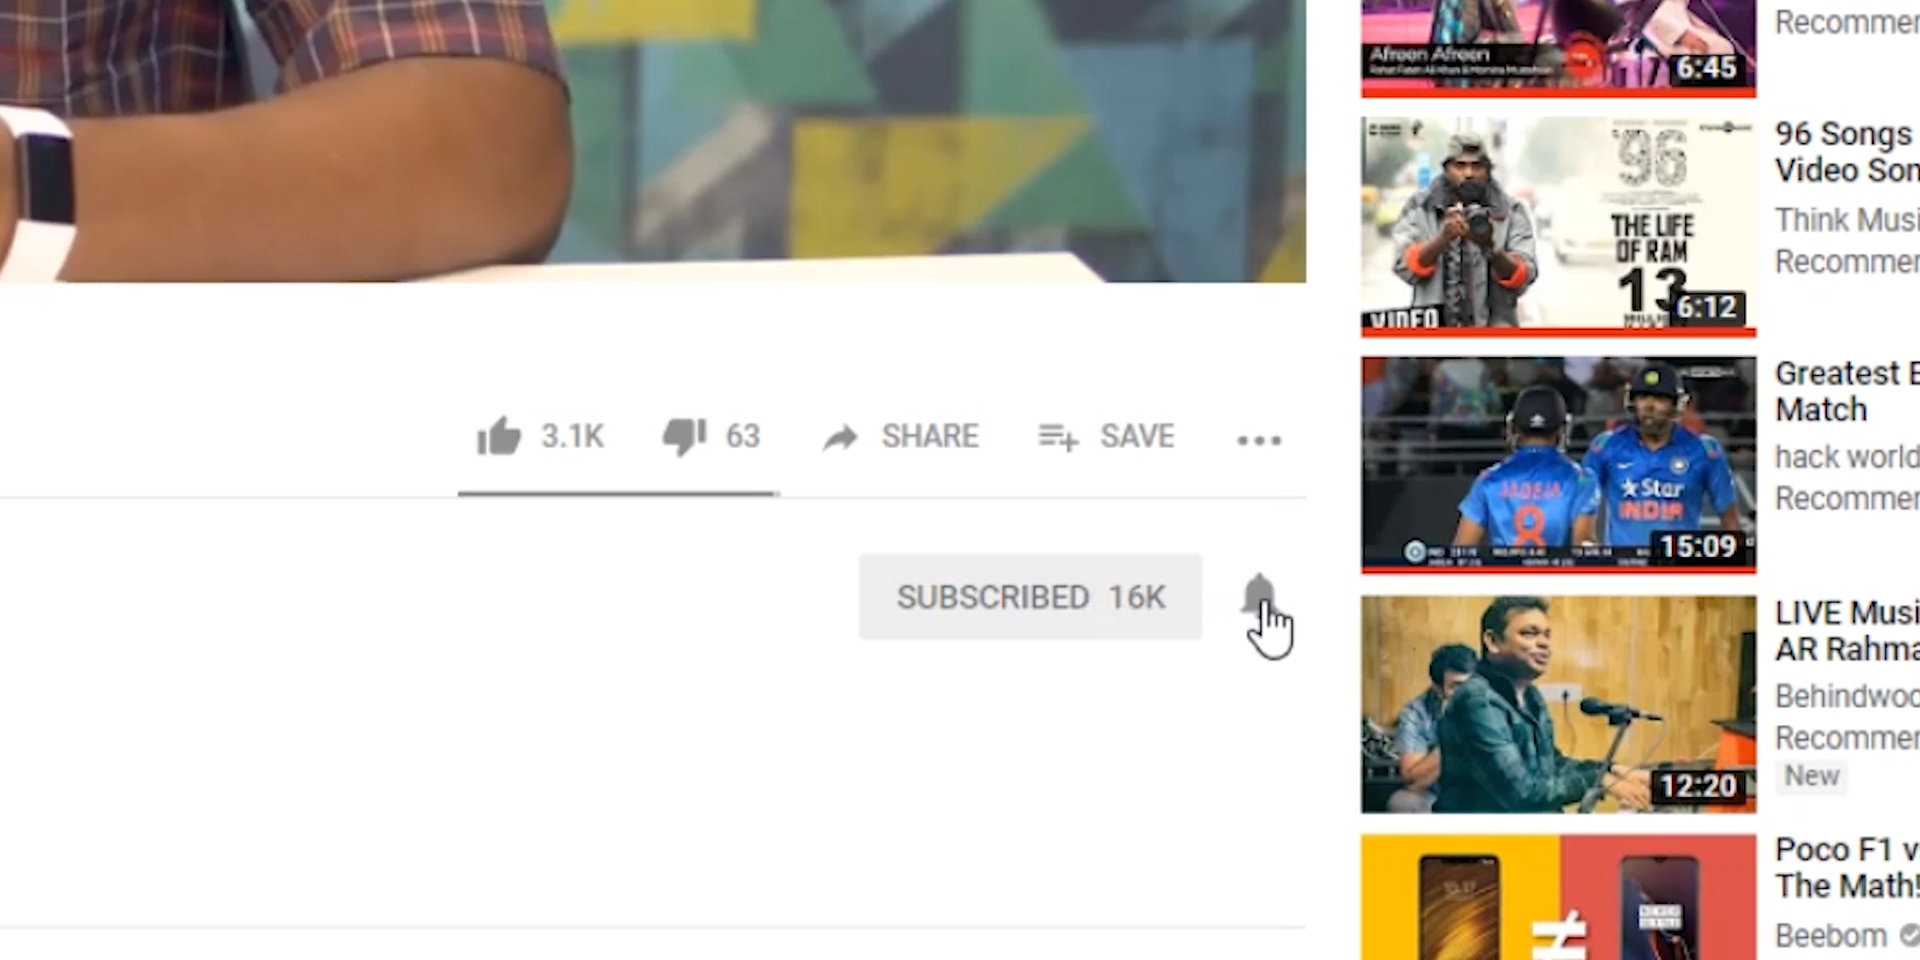 3.1K
63
SHARE
SAVE
SUBSCRIBED 16K
Afreen Afreen
6:45
Recommen
'96
THE LIFE
OF RAM
13
VIDEO
6:12
96 Songs
Video Son
Think Musi
Recommen
JADEJA
8
Star
INDIA
15:09
Greatest B
Match
hack world
Recommen
12:20
LIVE Musi
AR Rahma
Behindwoo
Recommen
New
≠
Poco F1 v
The Math!
Beebom